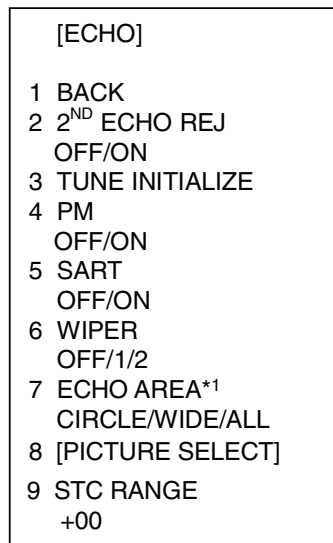 [ECHO]
1 BACK
2 2ND ECHO REJ
OFF/ON
3 TUNE INITIALIZE
4 PM
OFF/ON
5 SART
OFF/ON
6 WIPER
OFF/1/2
7 ECHO AREA*1
CIRCLE/WIDE/ALL
8 [PICTURE SELECT]
9 STC RANGE
+00